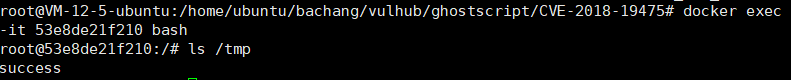 root@VM-12-5-ubuntu:/home/ubuntu/bachang/vulhub/ghostscript/CVE-2018-19475# docker exec
-it 53e8de21f210 bash
root@53e8de21f210:/# ls /tmp
success